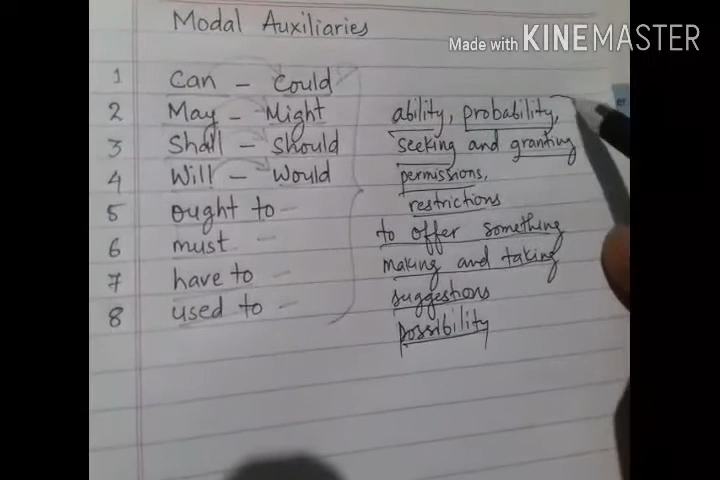 Modal Auxiliaries
Made with KINEMASTER
1 Can – Could
2 May – Might
3 Shall – Should
4 Will – Would
5 ought to –
6 must –
7 have to –
8 used to –
ability, probability,
seeking and granting
permissions,
restrictions
to offer something
making and taking
suggestions
possibility
er